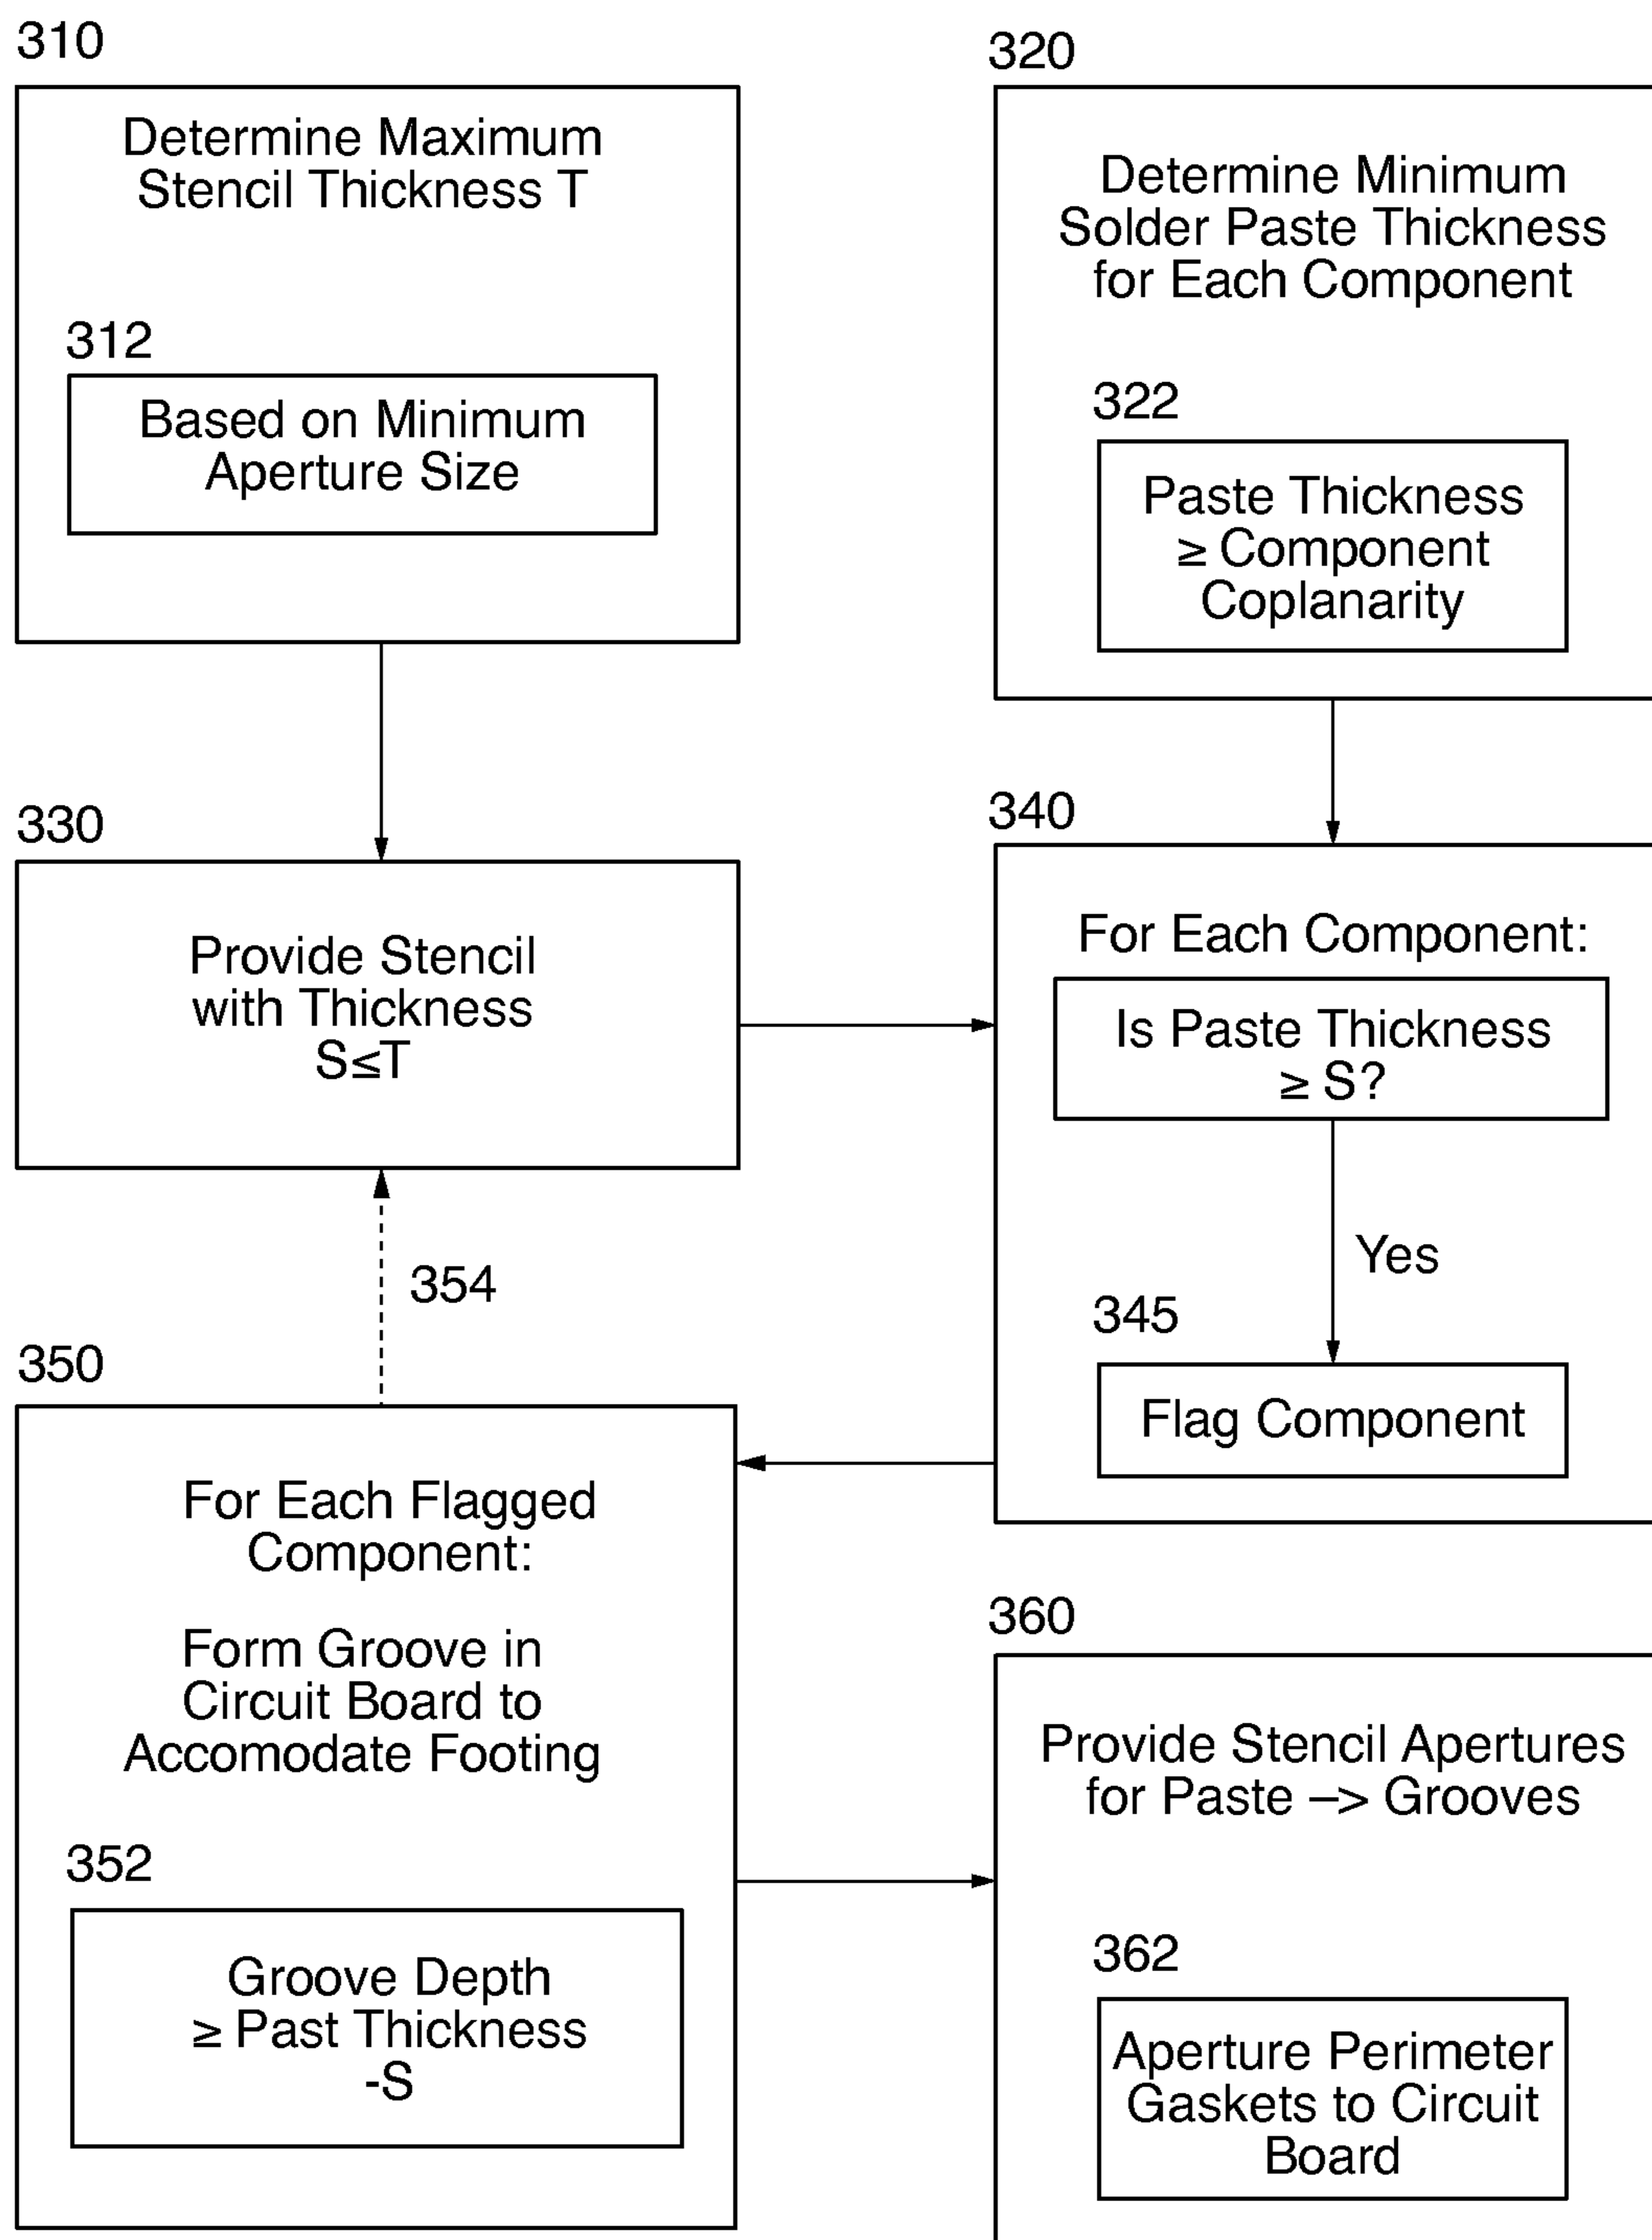 310
Determine Maximum
Stencil Thickness T
312
Based on Minimum
Aperture Size
320
Determine Minimum
Solder Paste Thickness
for Each Component
322
Paste Thickness
≥ Component
Coplanarity
330
Provide Stencil
with Thickness
S≤T
340
For Each Component:
Is Paste Thickness
≥ S?
Yes
345
Flag Component
354
350
For Each Flagged
Component:
Form Groove in
Circuit Board to
Accomodate Footing
352
Groove Depth
≥ Past Thickness
-S
360
Provide Stencil Apertures
for Paste –> Grooves
362
Aperture Perimeter
Gaskets to Circuit
Board